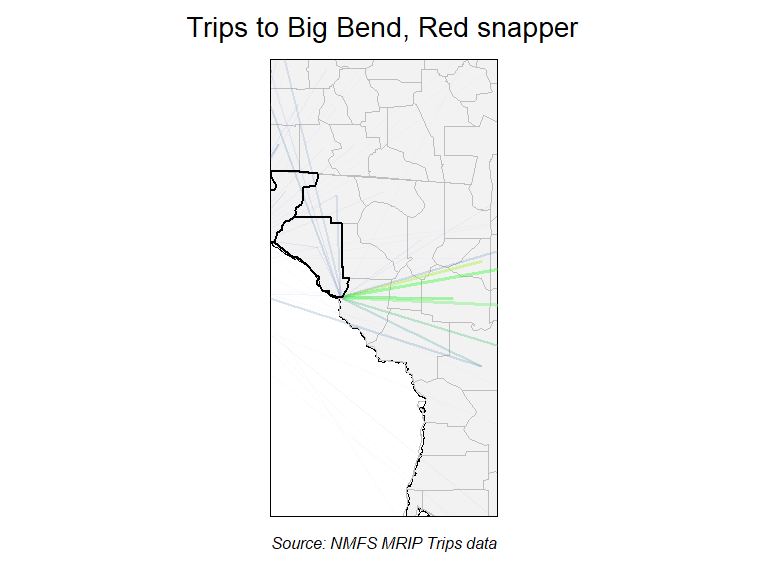 Trips to Big Bend, Red snapper
Source: NMFS MRIP Trips data